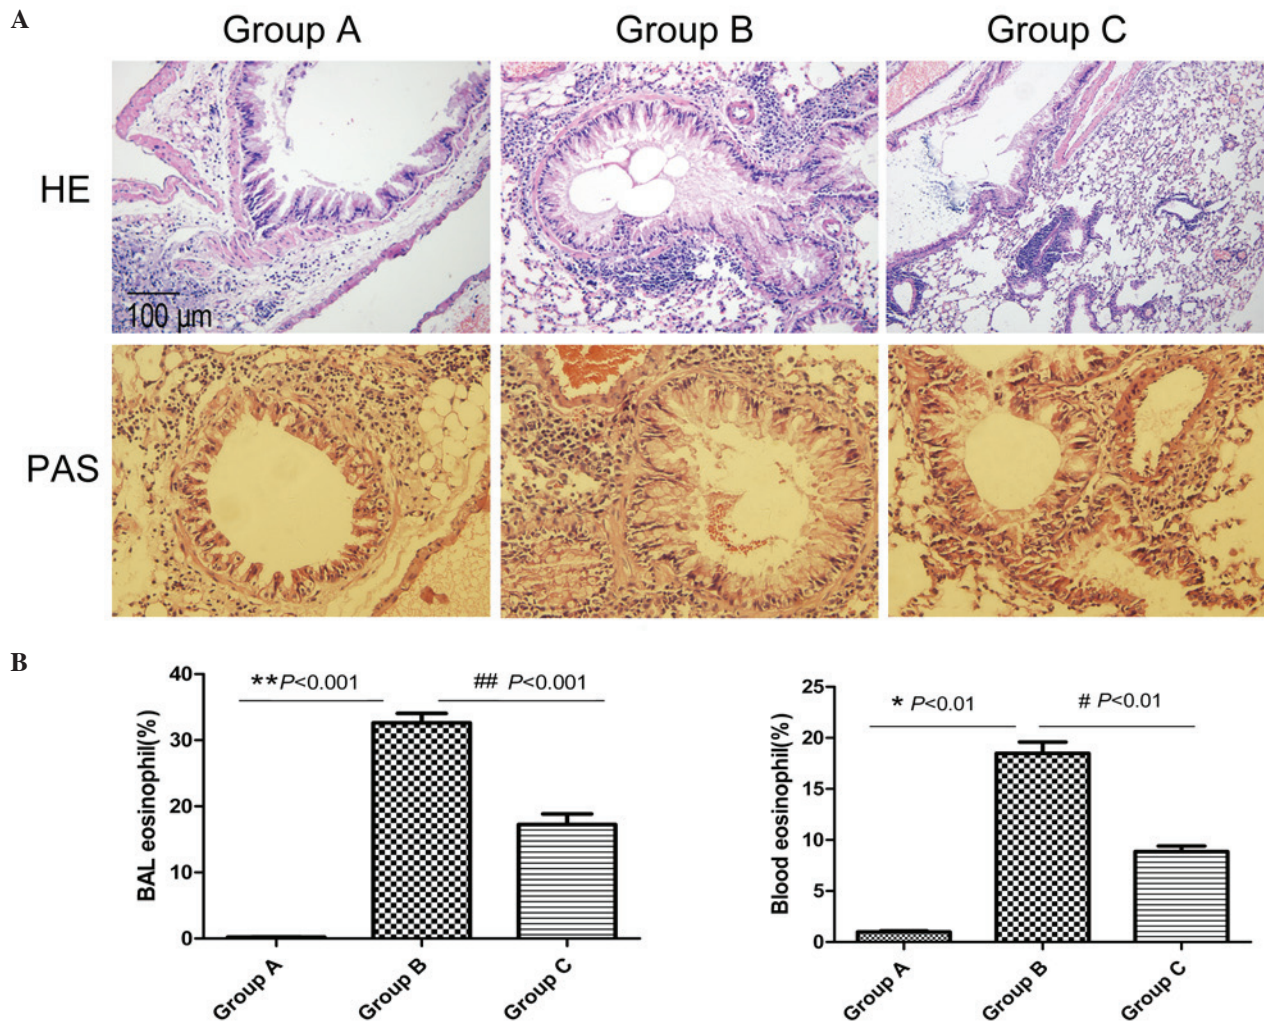 A
Group A Group B Group C
HE
100 μm
PAS
B
40
30
20
10
0
BAL eosinophil(%)
**P<0.001
## P<0.001
Group A
Group B
Group C
25
20
15
10
5
0
Blood eosinophil(%)
* P<0.01
# P<0.01
Group A
Group B
Group C